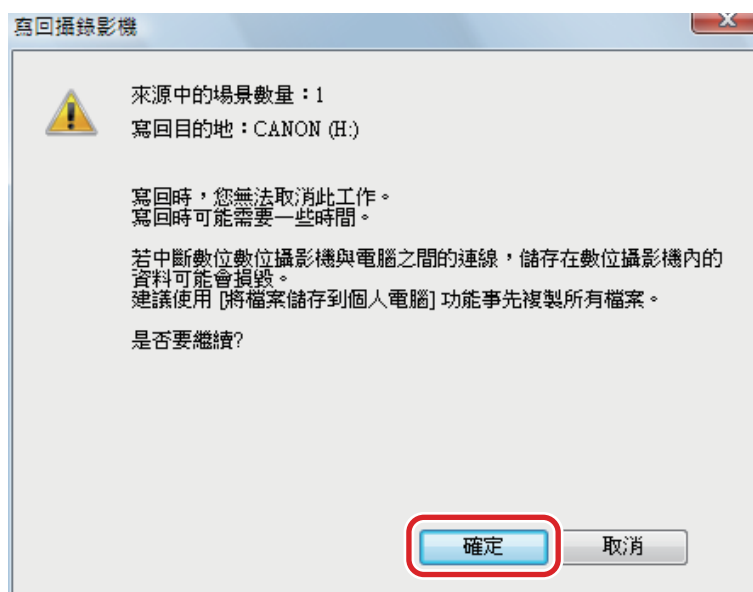 寫回攝錄影機
來源中的場景數量：1
寫回目的地：CANON (H:)
寫回時，您無法取消此工作。
寫回時可能需要一些時間。
若中斷數位數位攝影機與電腦之間的連線，儲存在數位攝影機內的
資料可能會損毀。
建議使用 [將檔案儲存到個人電腦] 功能事先複製所有檔案。
是否要繼續?
確定
取消